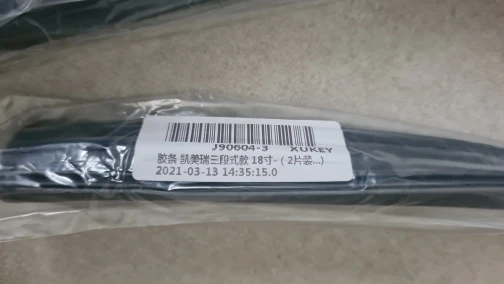 J90604-3 XUKEY
胶条 凯美瑞三段式款 18寸- ( 2片装...)
2021-03-13 14:35:15.0